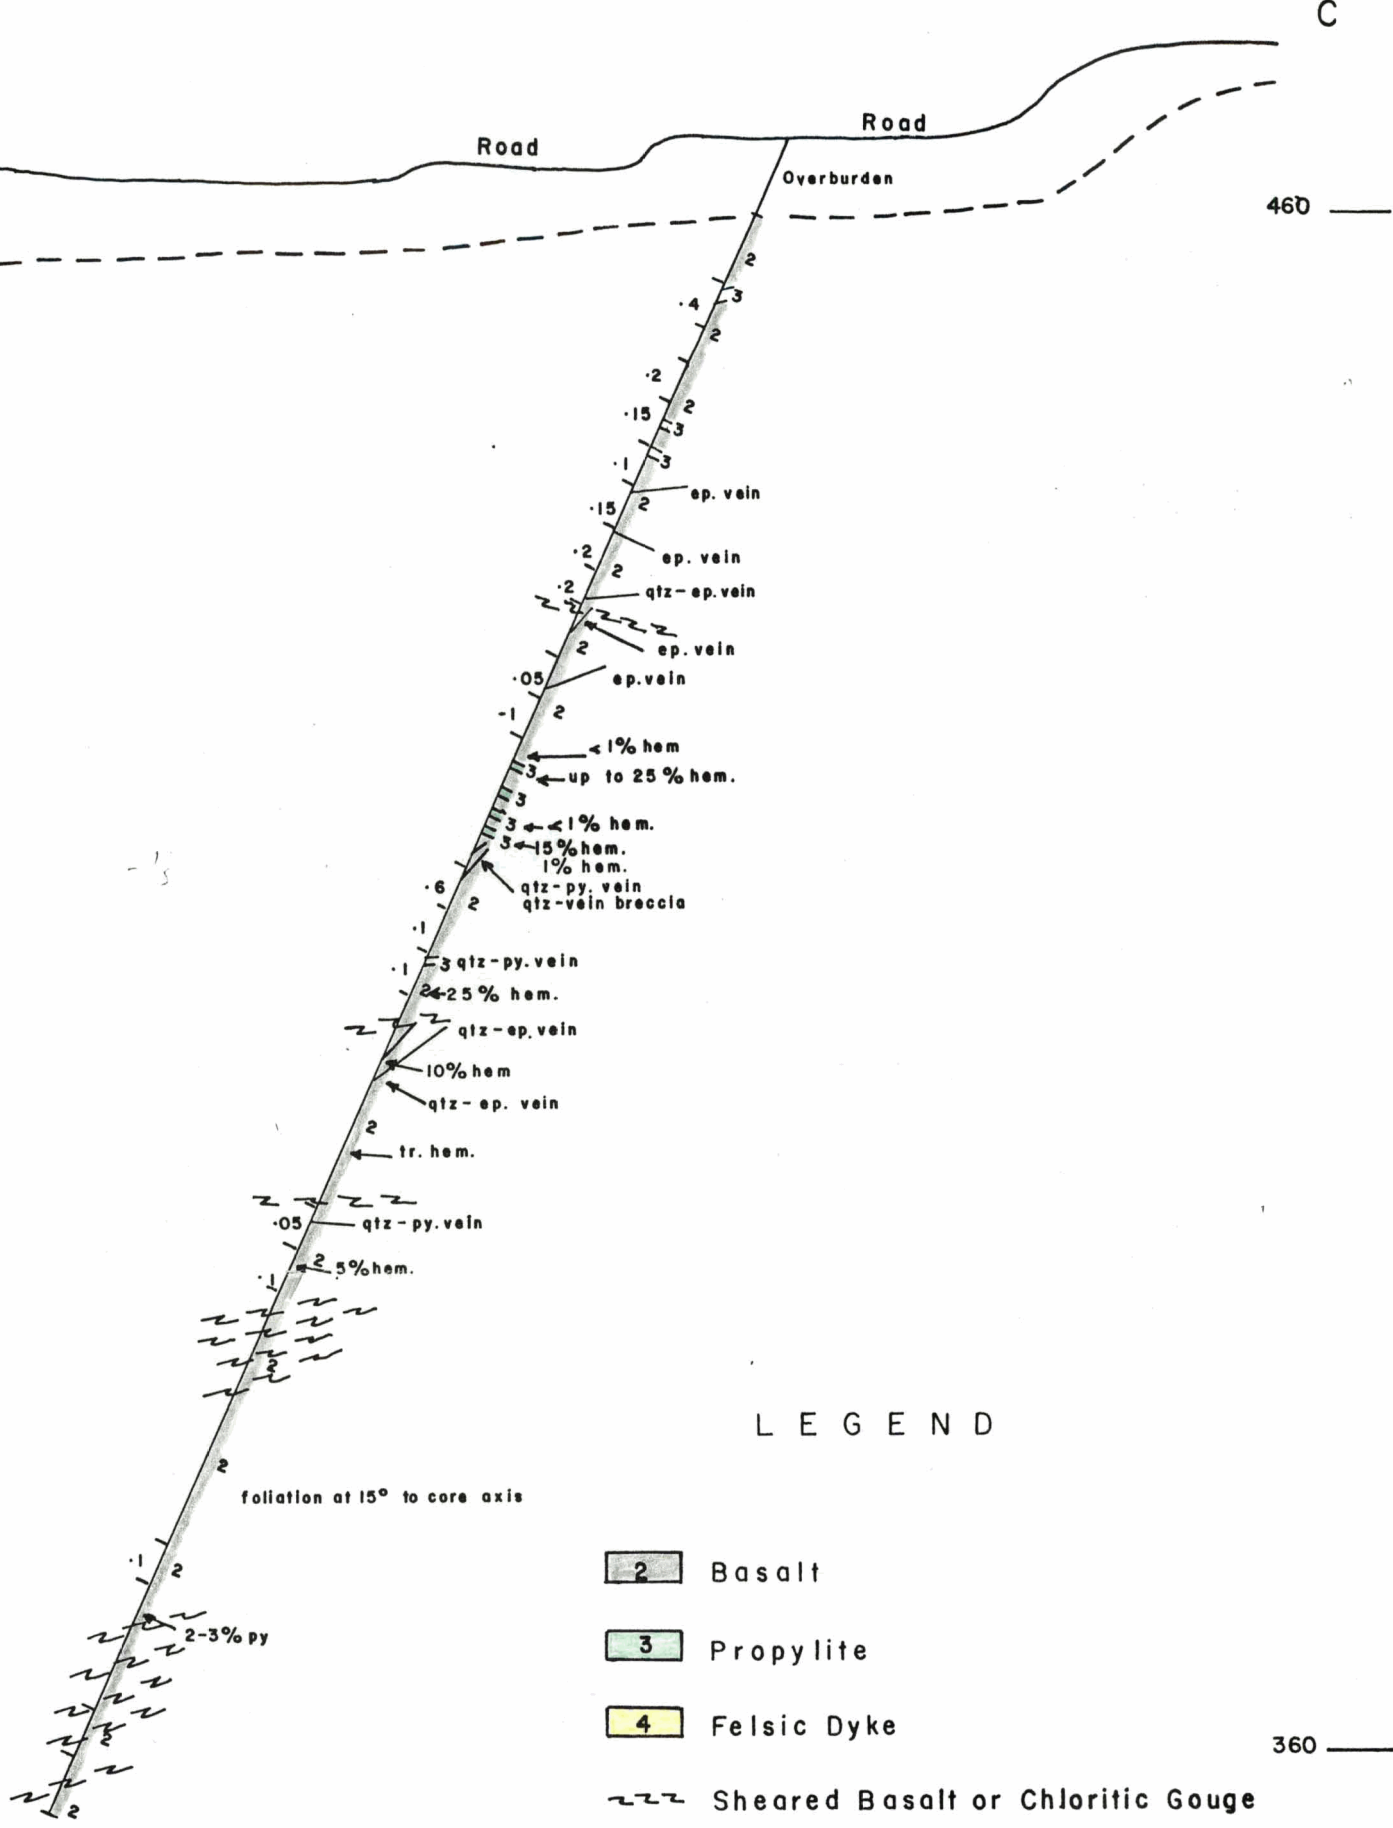 C
Road
Road
Overburden
460
2
3
.4
2
.2
2
.15
3
.1
3
ep. vein
2
.15
ep. vein
.2
2
.2
qtz-ep.vein
ep.vein
2
.05
ep.vein
-1
2
< 1% hem
3
up to 25% hem.
3
3
< 1% hem.
3
15% hem.
1% hem.
qtz-py. vein
qtz-vein breccia
.6
2
.1
3 qtz-py.vein
.1
2
25% hem.
qtz-ep.vein
10% hem
qtz-ep. vein
2
tr. hem.
.05
qtz-py.vein
2
5% hem.
.1
2
LEGEND
2
foliation at 15° to core axis
.1
2
2 Basalt
2-3% py
3 Propylite
4 Felsic Dyke
2
360
Sheared Basalt or Chloritic Gouge
2